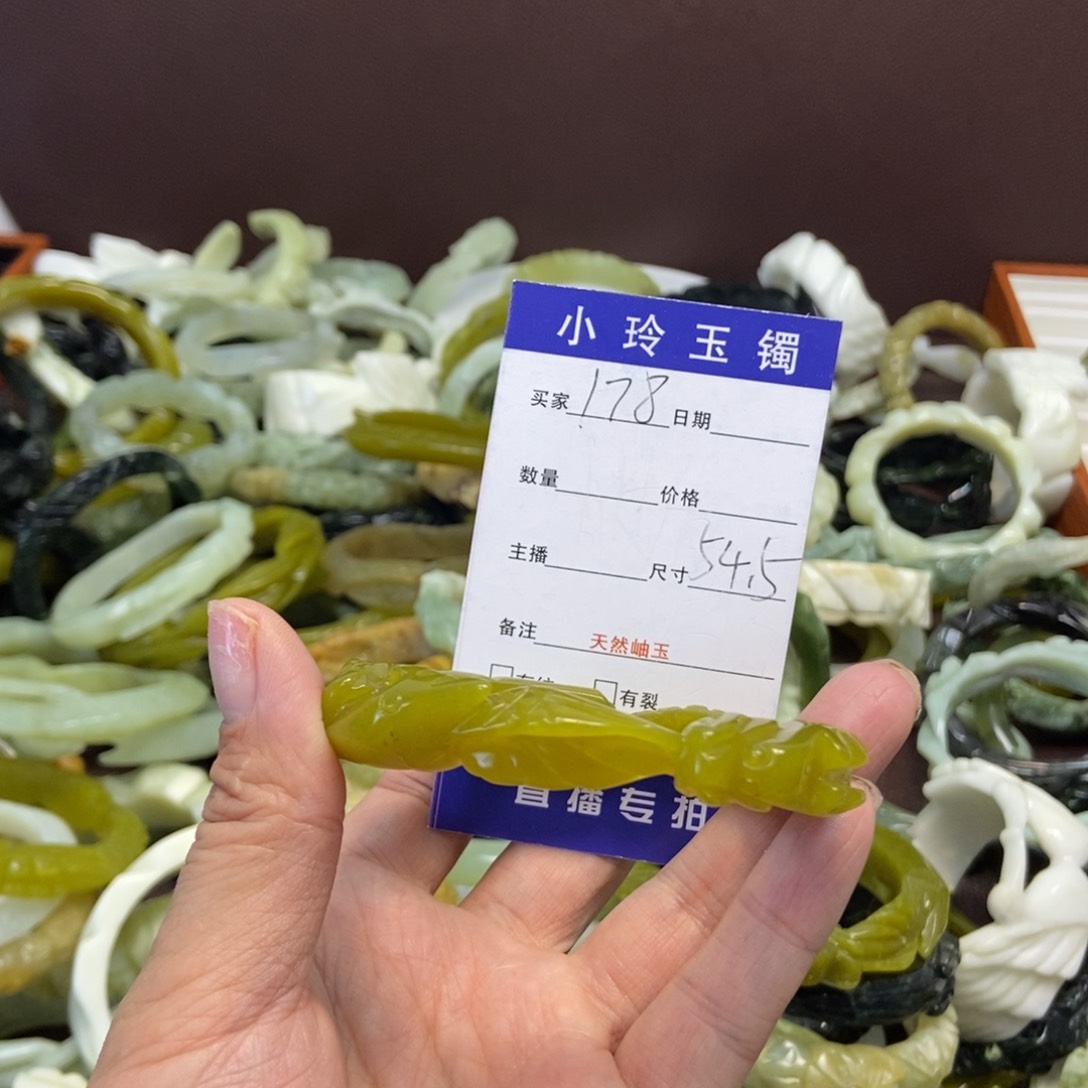 小玲玉镯
买家 178 日期
数量 价格
主播 尺寸 54.5
备注 天然岫玉
有裂
直播专拍